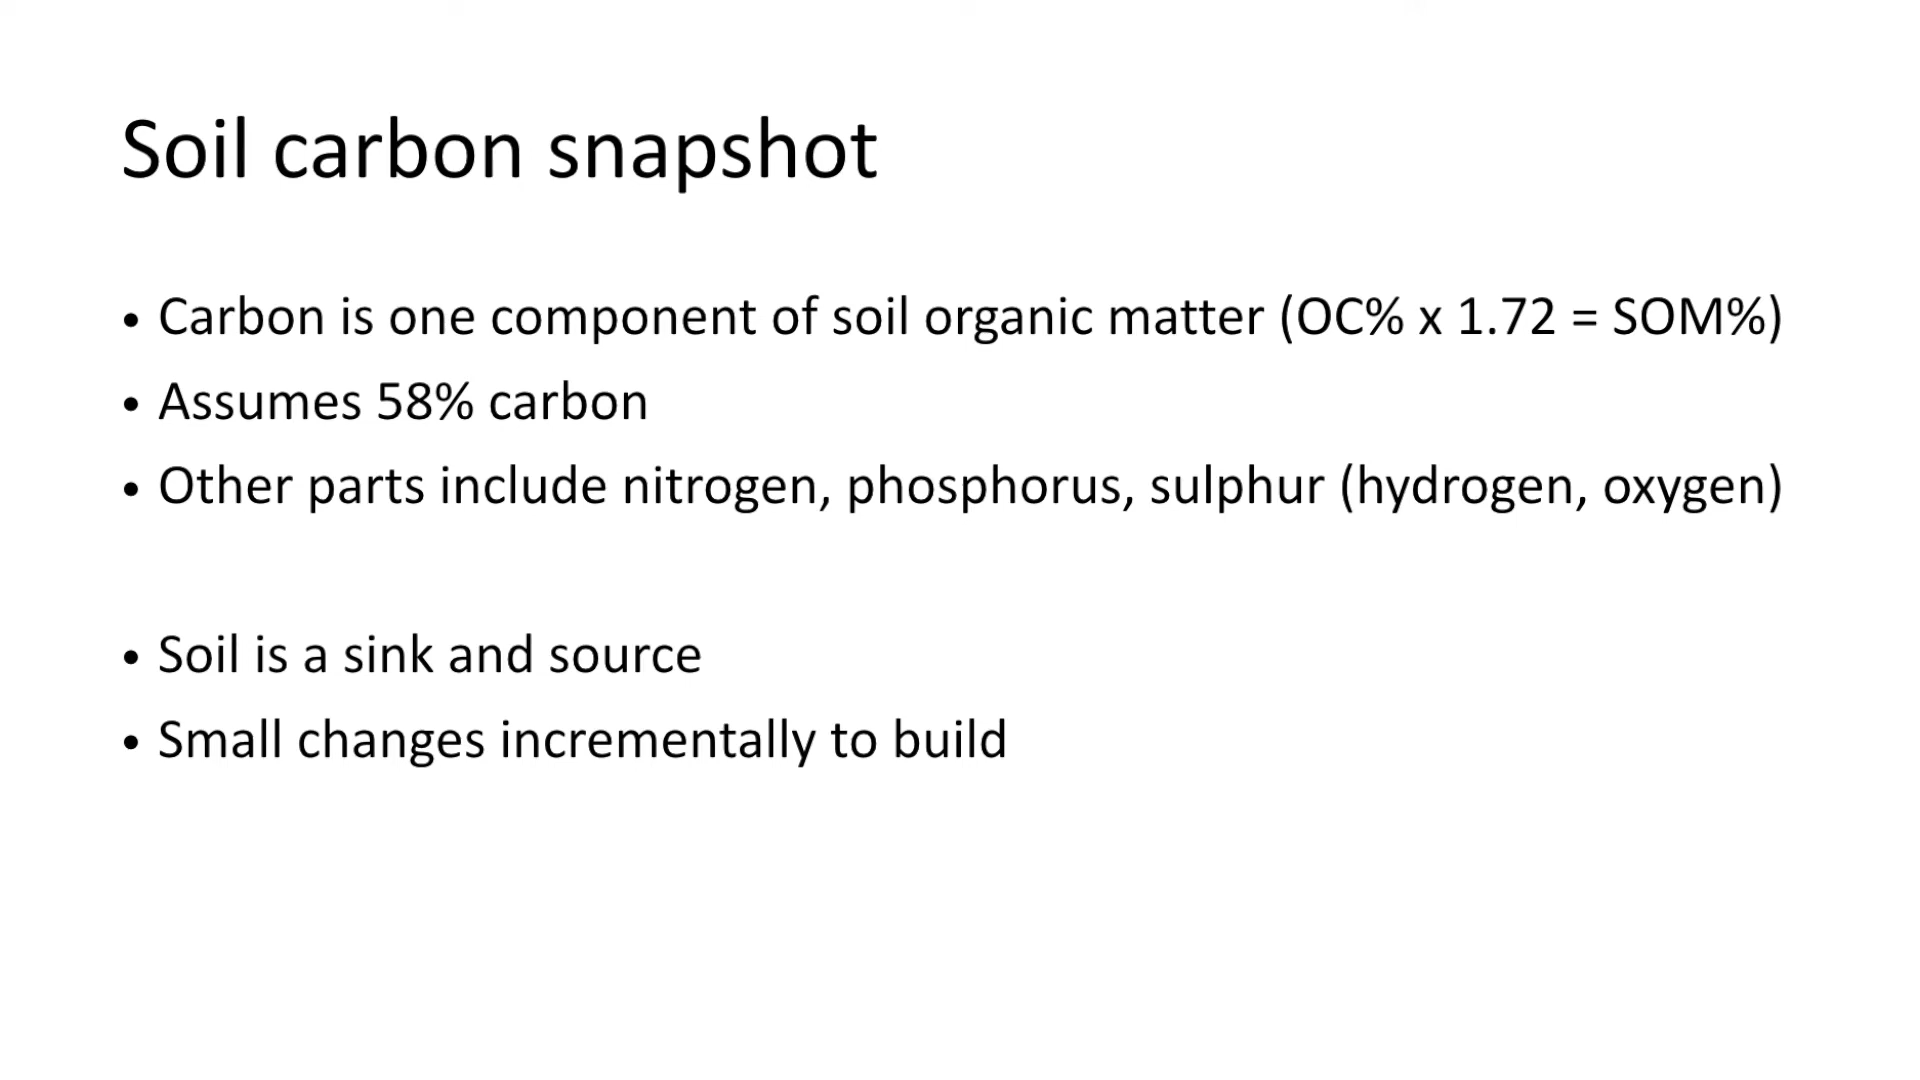 Soil carbon snapshot
• Carbon is one component of soil organic matter (OC% x 1.72 = SOM%)
• Assumes 58% carbon
• Other parts include nitrogen, phosphorus, sulphur (hydrogen, oxygen)
• Soil is a sink and source
• Small changes incrementally to build